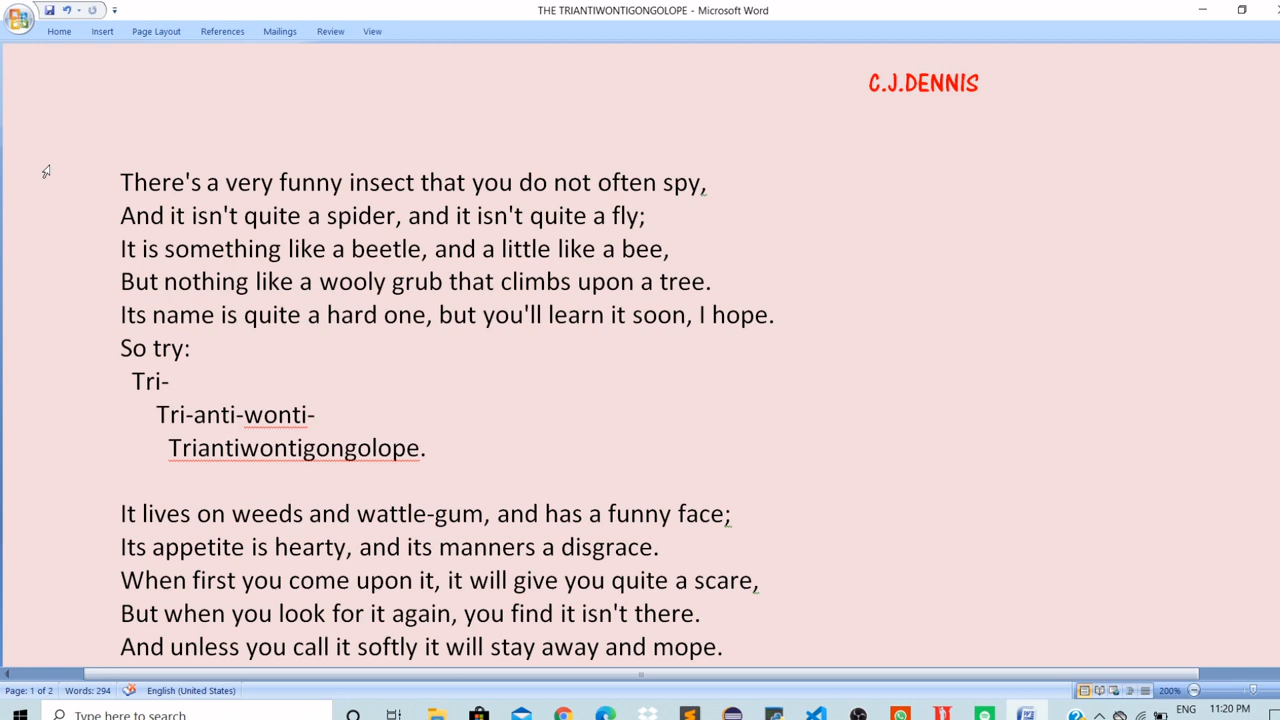 THE TRIANTIWONTIGONGOLOPE - Microsoft Word
Home Insert Page Layout References Mailings Review View
C.J.DENNIS
There's a very funny insect that you do not often spy,
And it isn't quite a spider, and it isn't quite a fly;
It is something like a beetle, and a little like a bee,
But nothing like a wooly grub that climbs upon a tree.
Its name is quite a hard one, but you'll learn it soon, I hope.
So try:
Tri-
Tri-anti-wonti-
Triantiwontigongolope.
It lives on weeds and wattle-gum, and has a funny face;
Its appetite is hearty, and its manners a disgrace.
When first you come upon it, it will give you quite a scare,
But when you look for it again, you find it isn't there.
And unless you call it softly it will stay away and mope.
Page: 1 of 2 Words: 294 English (United States) 200%
Type here to search ENG 11:20 PM